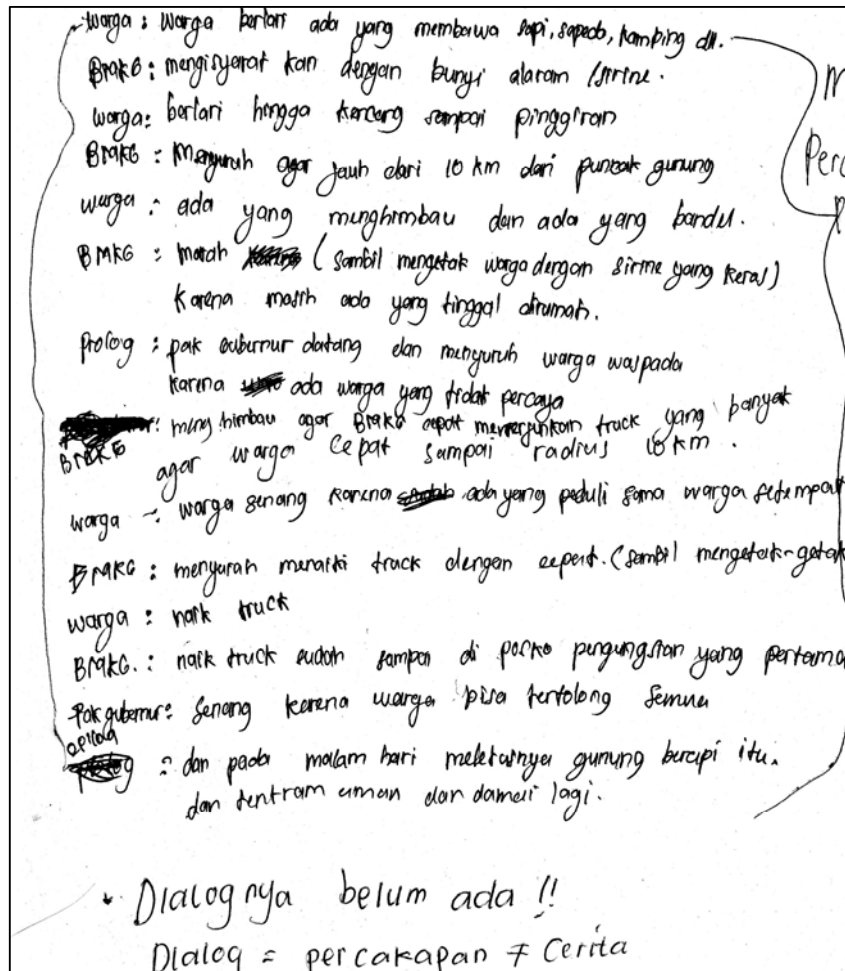 warga : warga berlari ada yang membawa sapi, sapeda, kambing dll.
BMKG : mengisyarat kan dengan bunyi alaram / sirine.
warga : berlari hingga kencang sampai pinggiran
BMKG : Menyuruh agar jauh dari 10 km dari puncak gunung
warga : ada yang menghimbau dan ada yang bandel.
BMKG : marah (sambil mengetak warga dengan sirine yang keras)
karena masih ada yang tinggal dirumah.
Prolog : pak gubernur datang dan menyuruh warga waspada
karena ada warga yang tidak percaya
BMKG : menghimbau agar BMKG cepat menerjunkan truck yang banyak
agar warga cepat sampai radius 10 km.
warga : warga senang karena ada yang peduli sama warga setempat
BMKG : menyuruh menaiki truck dengan cepat. (sambil mengetak-getak
warga : naik truck
BMKG. : naik truck sudah sampai di posko pengungsian yang pertama
Pak gubernur : Senang karena warga bisa tertolong semua
epilog : dan pada malam hari meletusnya gunung berapi itu.
dan tentram aman dan damai lagi.
* Dialognya belum ada !!
Dialog = percakapan ≠ Cerita